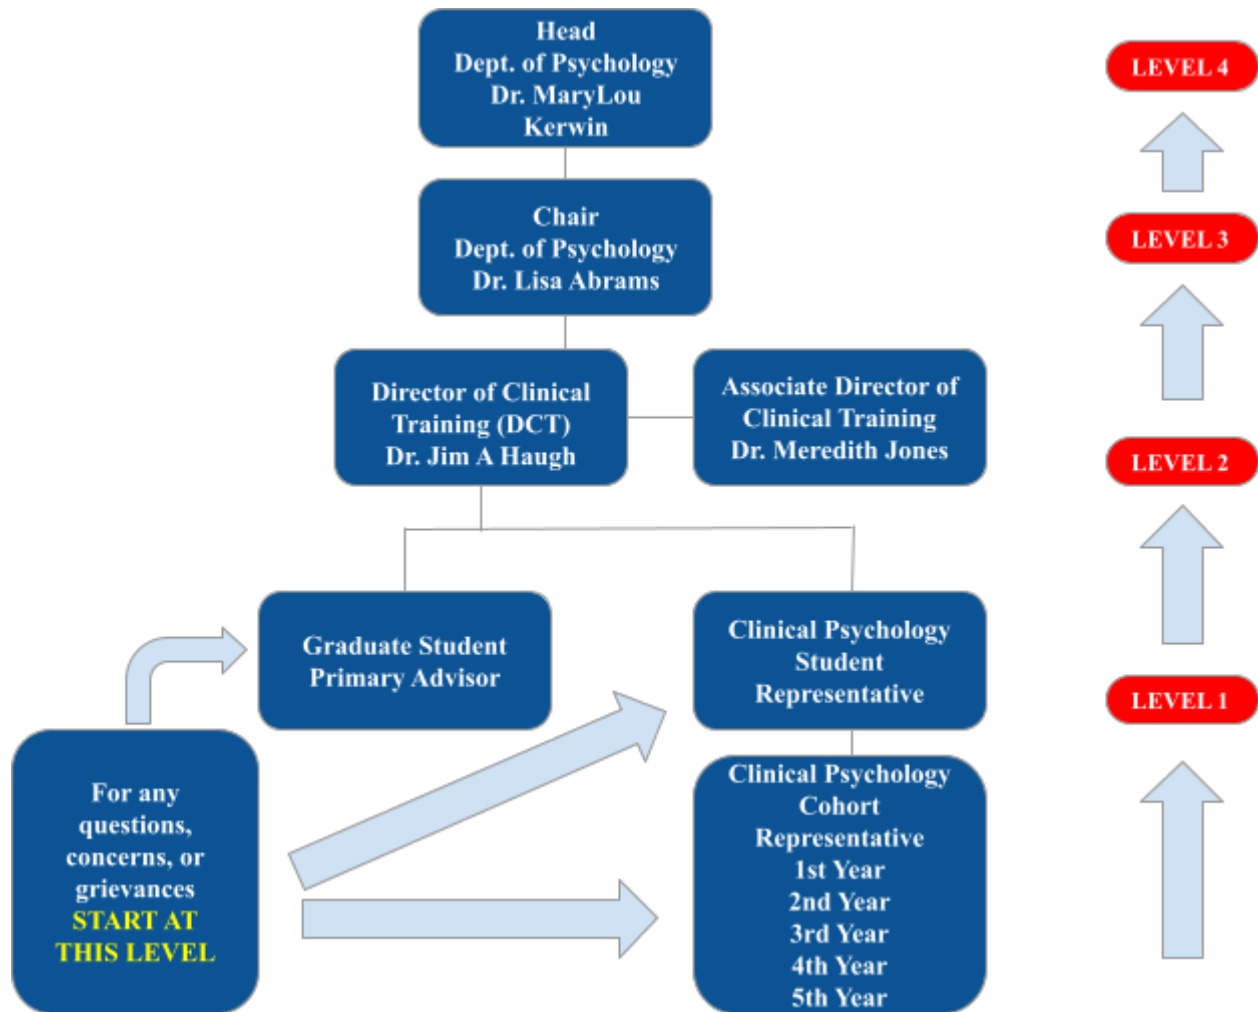 Head
Dept. of Psychology
Dr. MaryLou
Kerwin
LEVEL 4
Chair
Dept. of Psychology
Dr. Lisa Abrams
LEVEL 3
Director of Clinical
Training (DCT)
Dr. Jim A Haugh
Associate Director of
Clinical Training
Dr. Meredith Jones
LEVEL 2
Graduate Student
Primary Advisor
Clinical Psychology
Student
Representative
LEVEL 1
For any
questions,
concerns, or
grievances
START AT
THIS LEVEL
Clinical Psychology
Cohort
Representative
1st Year
2nd Year
3rd Year
4th Year
5th Year